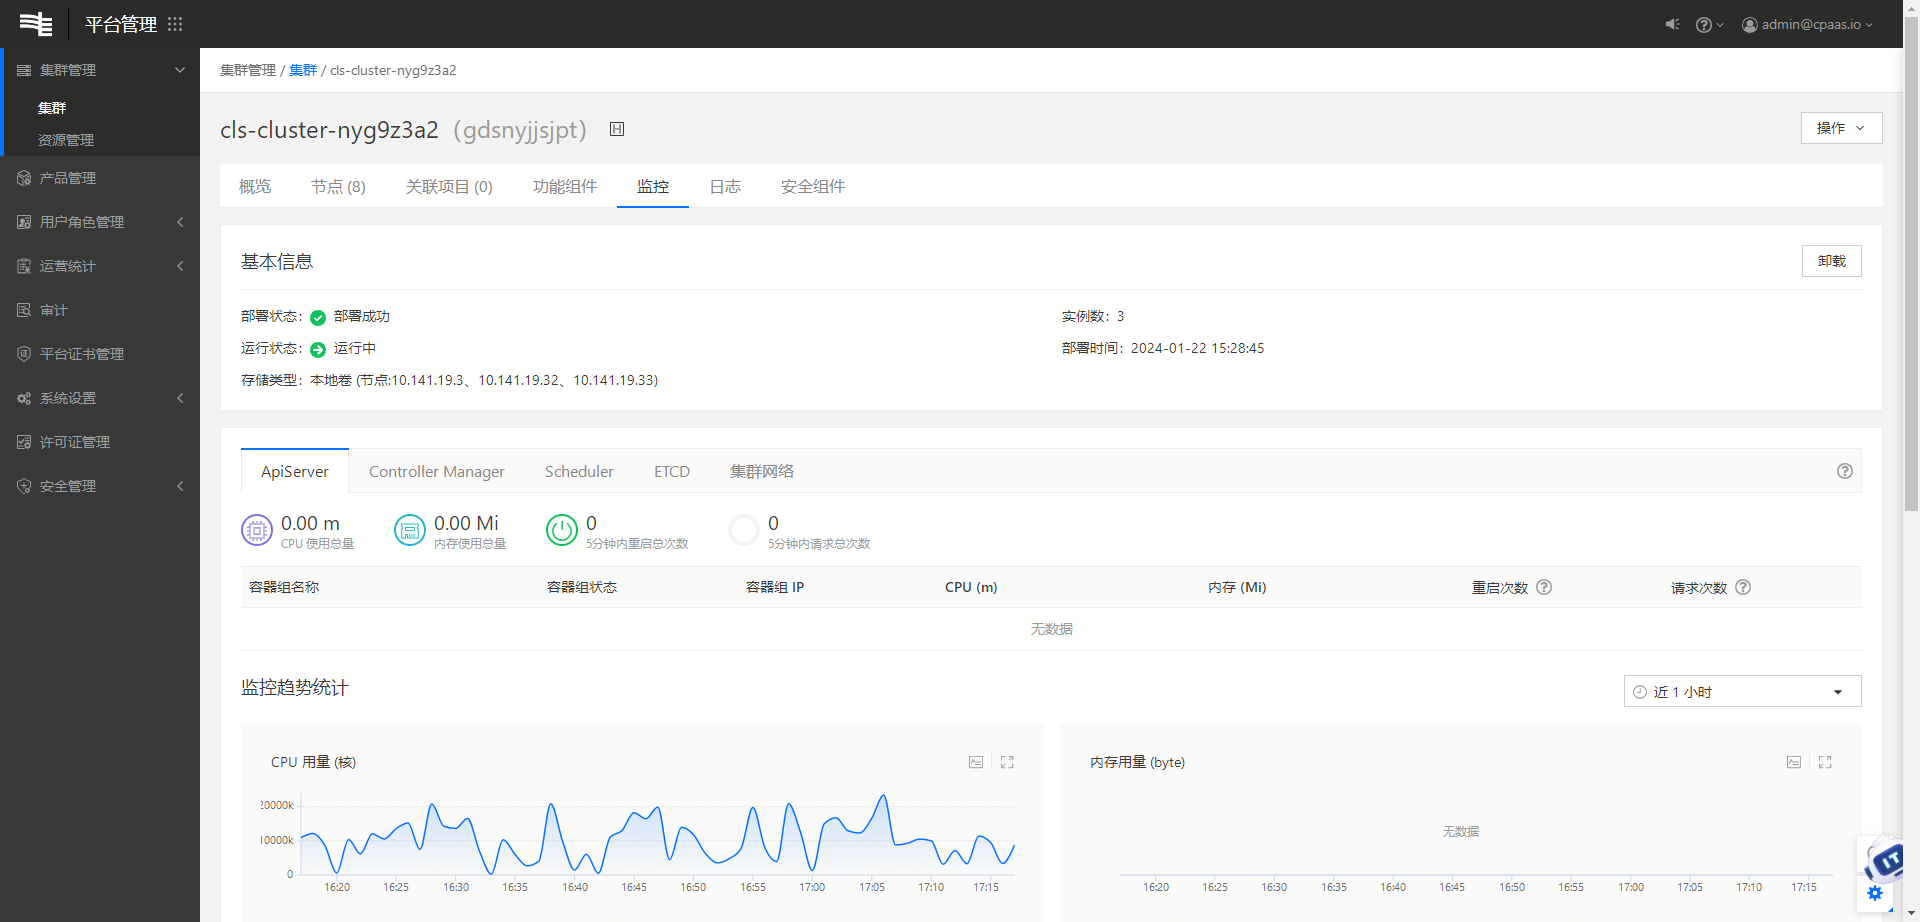 平台管理
admin@cpaas.io
集群管理
集群
资源管理
产品管理
用户角色管理
运营统计
审计
平台证书管理
系统设置
许可证管理
安全管理
集群管理 / 集群 / cls-cluster-nyg9z3a2
cls-cluster-nyg9z3a2 (gdsnyjjsjpt)
操作
概览 节点 (8) 关联项目 (0) 功能组件 监控 日志 安全组件
基本信息
卸载
部署状态: 部署成功
实例数: 3
运行状态: 运行中
部署时间: 2024-01-22 15:28:45
存储类型: 本地卷 (节点:10.141.19.3、10.141.19.32、10.141.19.33)
ApiServer Controller Manager Scheduler ETCD 集群网络
0.00 m
CPU 使用总量
0.00 Mi
内存使用总量
0
5分钟内重启总次数
0
5分钟内请求总次数
容器组名称 容器组状态 容器组 IP CPU (m) 内存 (Mi) 重启次数 请求次数
无数据
监控趋势统计
近 1 小时
CPU 用量 (核)
20000k
10000k
0
16:20 16:25 16:30 16:35 16:40 16:45 16:50 16:55 17:00 17:05 17:10 17:15
内存用量 (byte)
无数据
16:20 16:25 16:30 16:35 16:40 16:45 16:50 16:55 17:00 17:05 17:10 17:15
IT